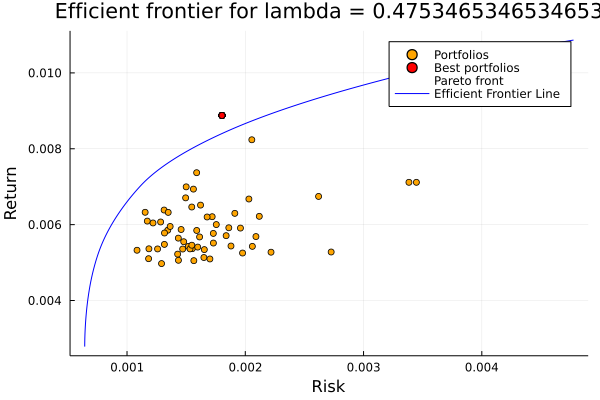 Efficient frontier for lambda = 0.4753465346534653
Portfolios
Best portfolios
Pareto front
Efficient Frontier Line
Return
0.010
0.008
0.006
0.004
0.001 0.002 0.003 0.004
Risk